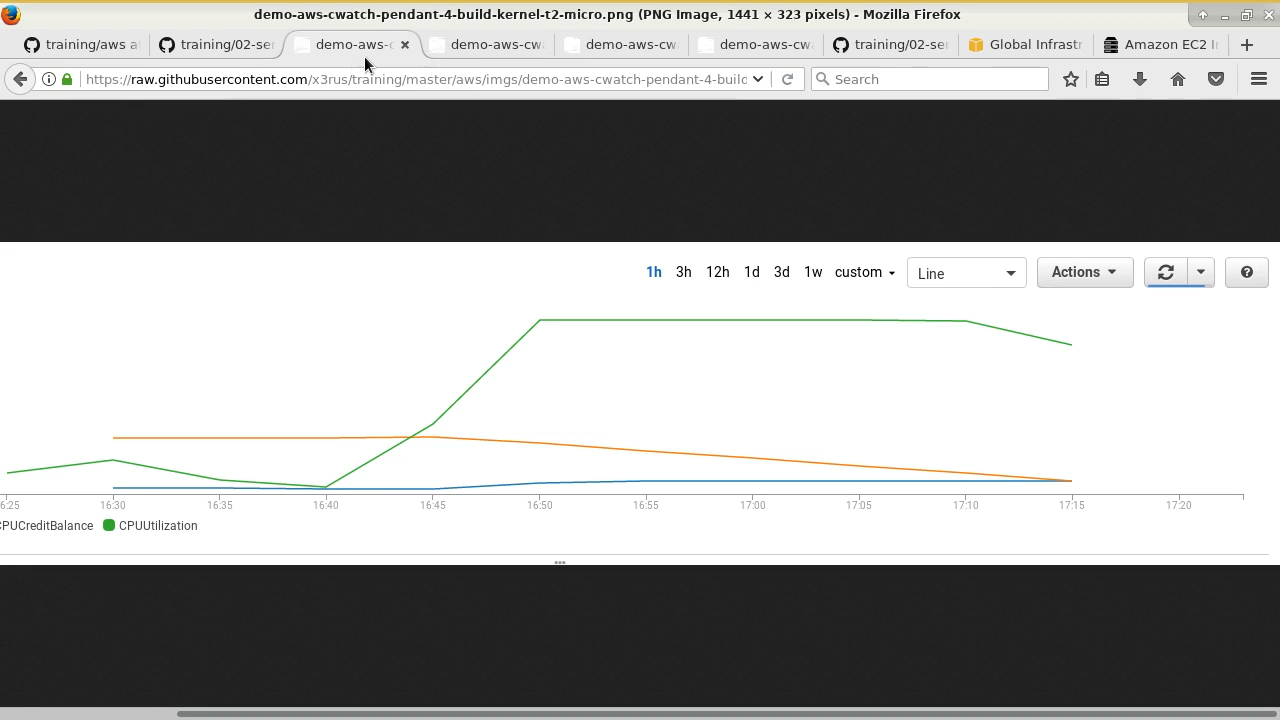 demo-aws-cwatch-pendant-4-build-kernel-t2-micro.png (PNG Image, 1441 × 323 pixels) - Mozilla Firefox
training/aws a training/02-ser demo-aws-c demo-aws-cw demo-aws-cw demo-aws-cw training/02-ser Global Infrastr Amazon EC2 I
https://raw.githubusercontent.com/x3rus/training/master/aws/imgs/demo-aws-cwatch-pendant-4-build Search
1h 3h 12h 1d 3d 1w custom Line Actions
6:25 16:30 16:35 16:40 16:45 16:50 16:55 17:00 17:05 17:10 17:15 17:20
CPUCreditBalance CPUUtilization